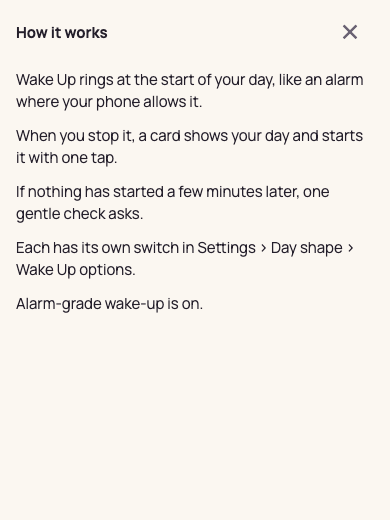 How it works
Wake Up rings at the start of your day, like an alarm
where your phone allows it.
When you stop it, a card shows your day and starts
it with one tap.
If nothing has started a few minutes later, one
gentle check asks.
Each has its own switch in Settings › Day shape ›
Wake Up options.
Alarm-grade wake-up is on.